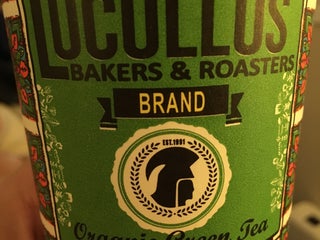 LUCULLUS
BAKERS & ROASTERS
BRAND
EST.1991
Organic Green Tea